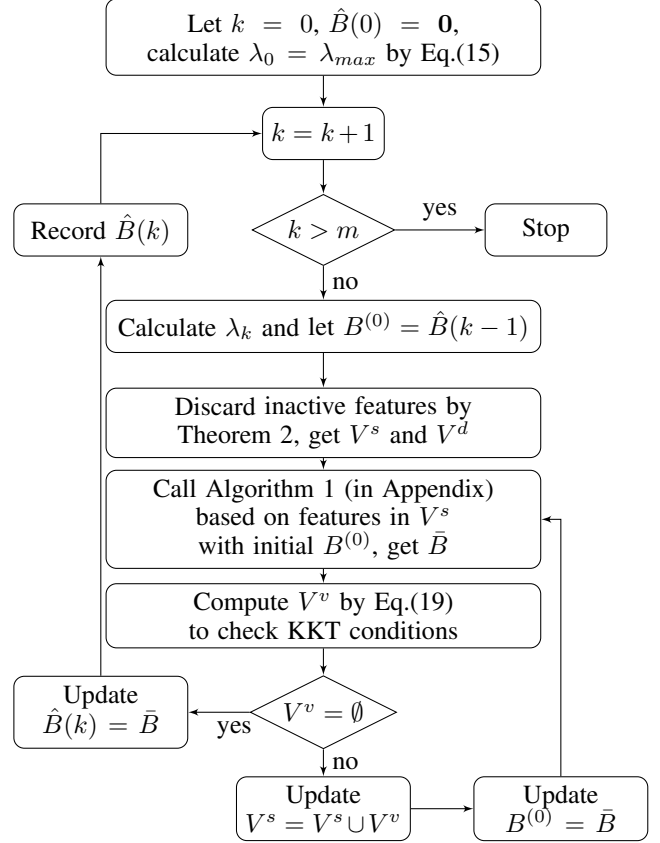 Let k = 0, B̂(0) = 𝟎,
calculate λ₀ = λₘₐₓ by Eq.(15)
k = k + 1
Record B̂(k)
k > m
yes
Stop
no
Calculate λₖ and let B⁽⁰⁾ = B̂(k − 1)
Discard inactive features by
Theorem 2, get Vˢ and Vᵈ
Call Algorithm 1 (in Appendix)
based on features in Vˢ
with initial B⁽⁰⁾, get B̄
Compute Vᵛ by Eq.(19)
to check KKT conditions
Update
B̂(k) = B̄
yes
Vᵛ = ∅
no
Update
Vˢ = Vˢ ∪ Vᵛ
Update
B⁽⁰⁾ = B̄